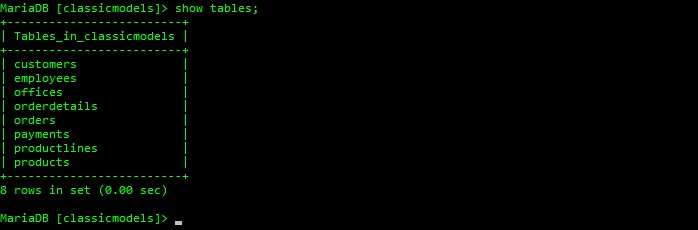 MariaDB [classicmodels]> show tables;
+-------------------------+
| Tables_in_classicmodels |
+-------------------------+
| customers               |
| employees               |
| offices                 |
| orderdetails            |
| orders                  |
| payments                |
| productlines            |
| products                |
+-------------------------+
8 rows in set (0.00 sec)
MariaDB [classicmodels]>